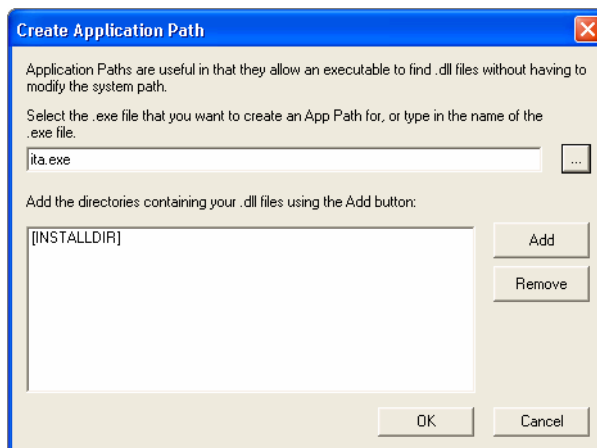 Create Application Path
Application Paths are useful in that they allow an executable to find .dll files without having to
modify the system path.
Select the .exe file that you want to create an App Path for, or type in the name of the
.exe file.
ita.exe
...
Add the directories containing your .dll files using the Add button:
[INSTALLDIR]
Add
Remove
OK
Cancel